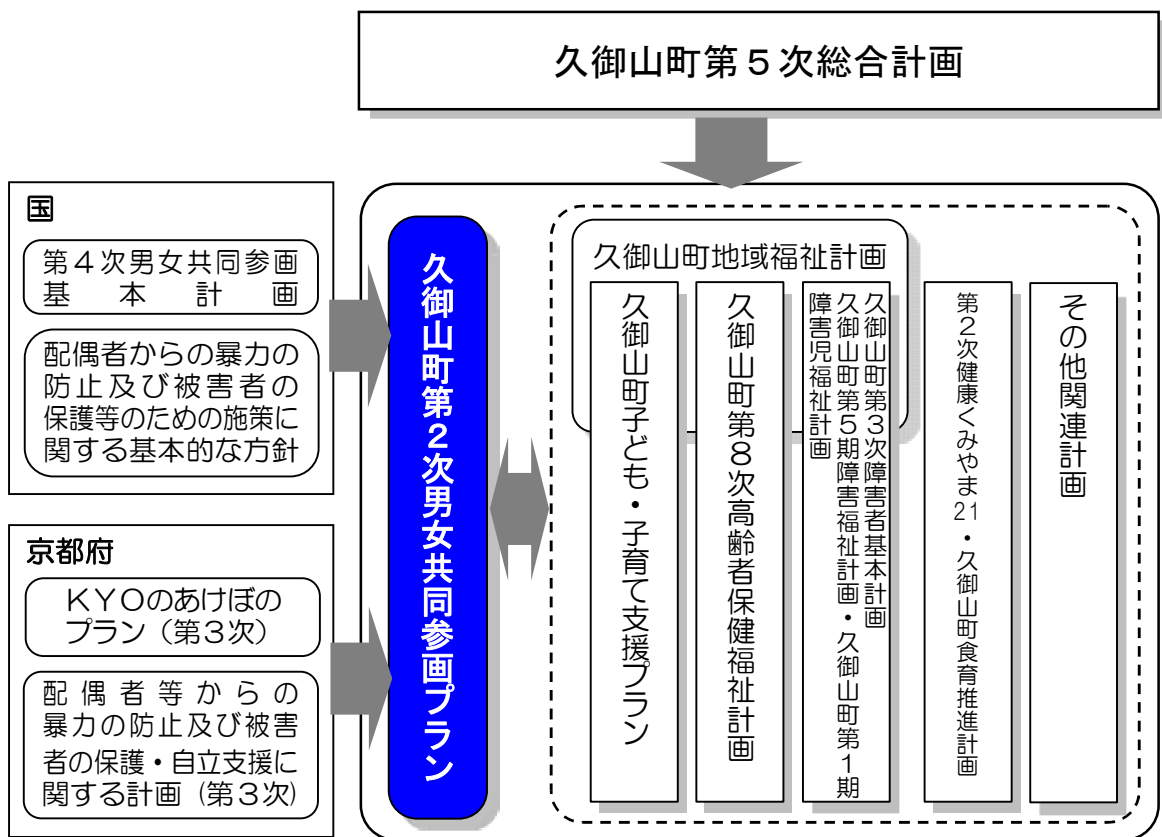 久御山町第５次総合計画
国
第４次男女共同参画
基本計画
配偶者からの暴力の
防止及び被害者の
保護等のための施策に
関する基本的な方針
京都府
ＫＹＯのあけぼの
プラン（第３次）
配偶者等からの
暴力の防止及び被害
者の保護・自立支援に
関する計画（第３次）
久御山町第２次男女共同参画プラン
久御山町地域福祉計画
久御山町子ども・子育て支援プラン
久御山町第８次高齢者保健福祉計画
久御山町第３次障害者基本計画
久御山町第５期障害福祉計画・久御山町第１期
障害児福祉計画
第２次健康くみやま21・久御山町食育推進計画
その他関連計画